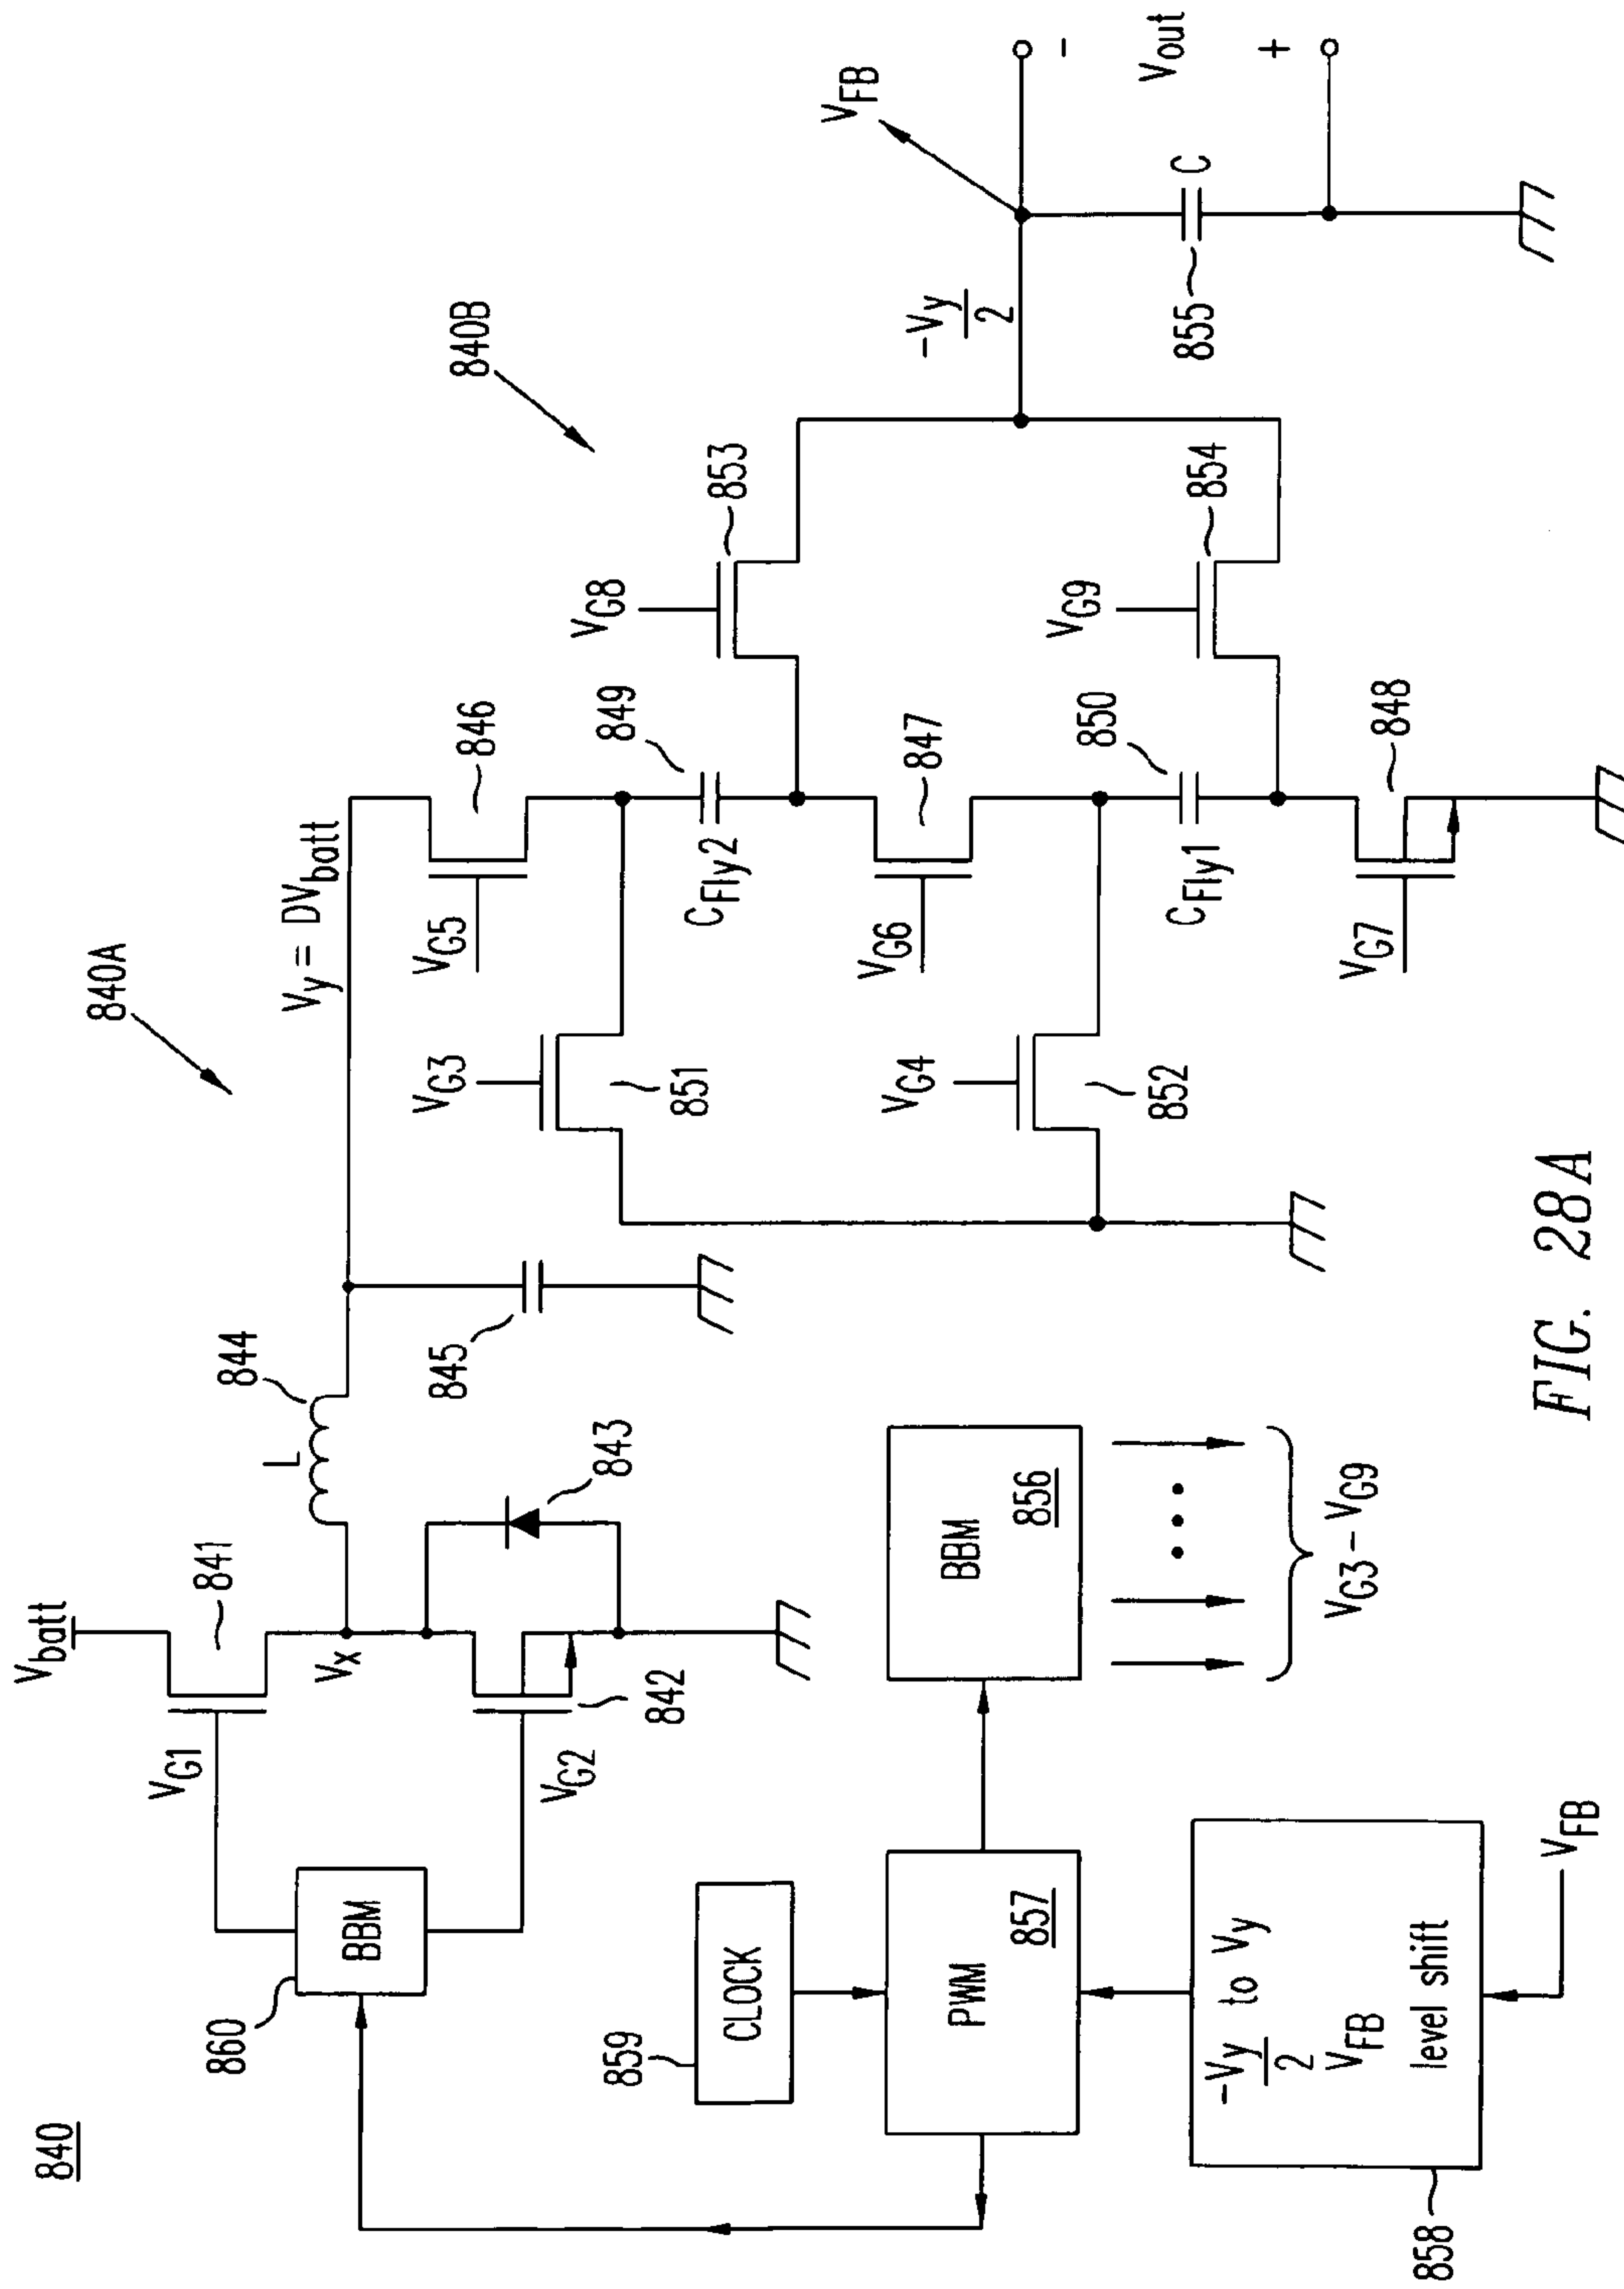 840
840A
840B
Vbatt
841
VG1
Vx
860
BBM
VG2
842
843
L
844
845
Vy = DVbatt
VG5
846
VG3
851
849
CFly2
VG8
853
VG6
847
VG4
852
850
CFly1
VG9
854
VG7
848
-Vy/2
VFB
-
Vout
+
C
855
859
CLOCK
PWM
857
BBM
856
VG3 – VG9
-Vy/2 to Vy
VFB
level shift
858
VFB
FIG. 28A